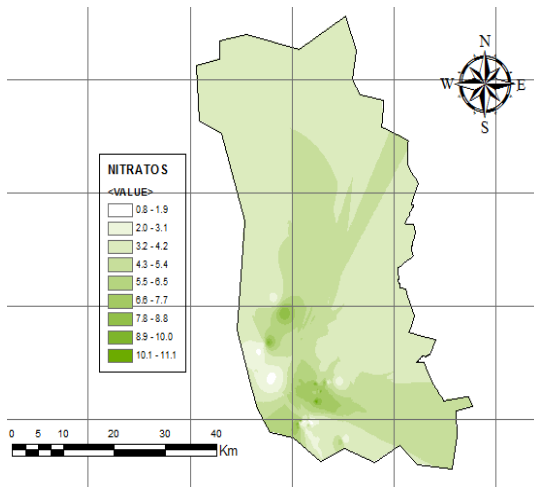 N
W E
S
NITRATOS
<VALUE>
0.8 - 1.9
2.0 - 3.1
3.2 - 4.2
4.3 - 5.4
5.5 - 6.5
6.6 - 7.7
7.8 - 8.8
8.9 - 10.0
10.1 - 11.1
0 5 10 20 30 40
Km